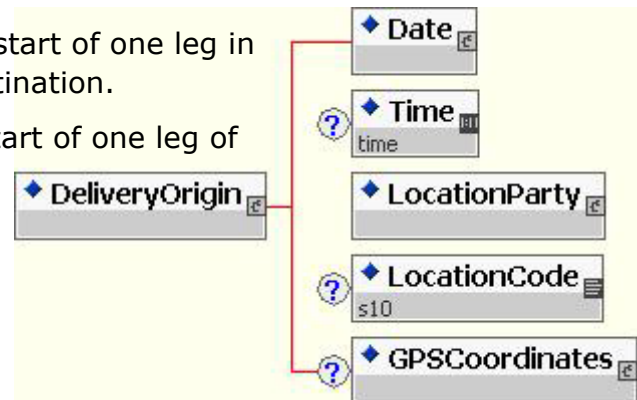 start of one leg in
tination.
art of one leg of
DeliveryOrigin
Date
? Time
time
LocationParty
? LocationCode
s10
? GPSCoordinates